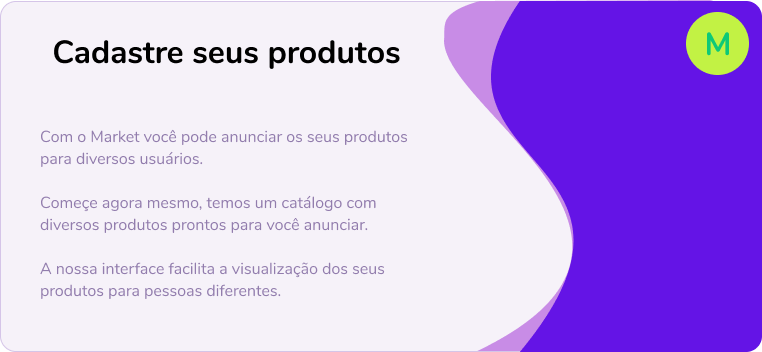 Cadastre seus produtos
M
Com o Market você pode anunciar os seus produtos
para diversos usuários.
Começe agora mesmo, temos um catálogo com
diversos produtos prontos para você anunciar.
A nossa interface facilita a visualização dos seus
produtos para pessoas diferentes.